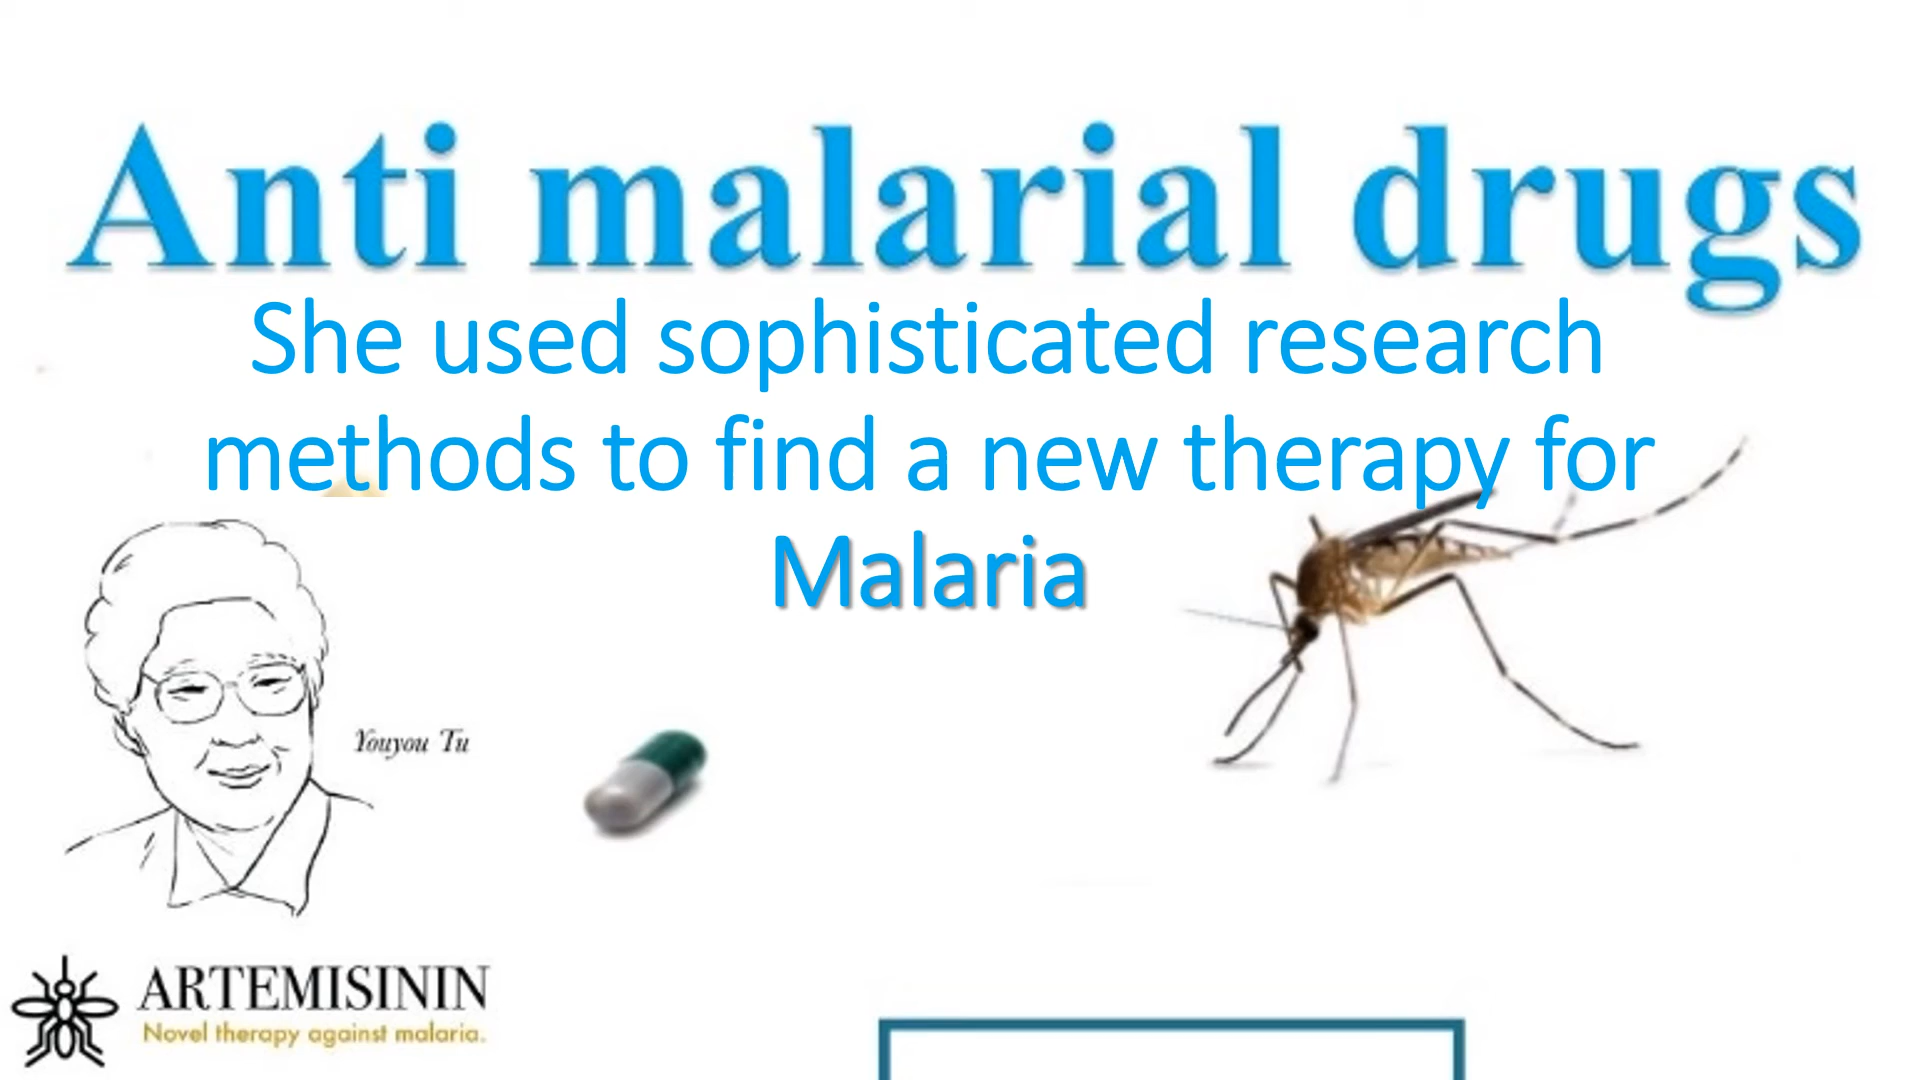 Anti malarial drugs
She used sophisticated research
methods to find a new therapy for
Malaria
Youyou Tu
ARTEMISININ
Novel therapy against malaria.